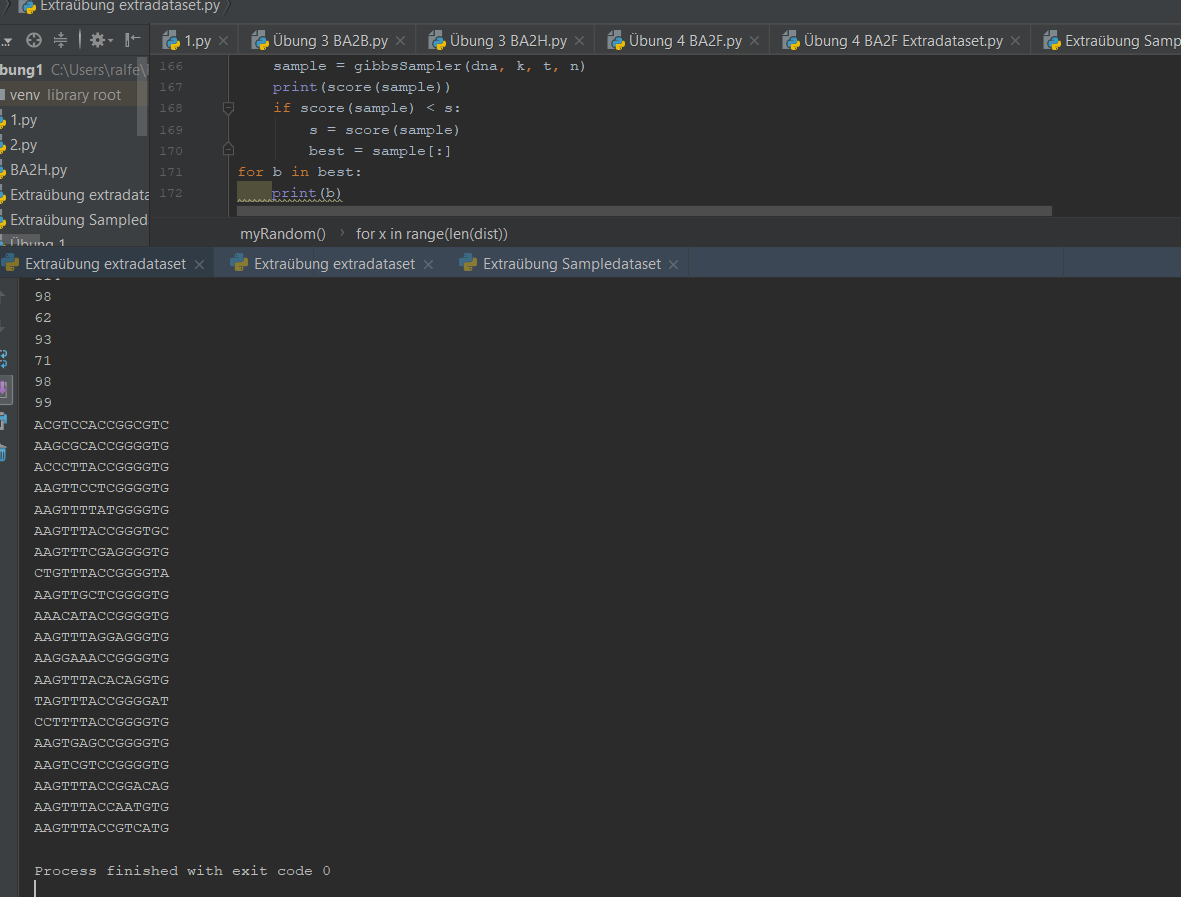 Extraübung extradataset.py
1.py
Übung 3 BA2B.py
Übung 3 BA2H.py
Übung 4 BA2F.py
Übung 4 BA2F Extradataset.py
Extraübung Samp
bung1 C:\Users\ralfe\
venv library root
1.py
2.py
BA2H.py
Extraübung extradata
Extraübung Sampled
Übung 1
166 sample = gibbsSampler(dna, k, t, n)
167 print(score(sample))
168 if score(sample) < s:
169 s = score(sample)
170 best = sample[:]
171 for b in best:
172 print(b)
myRandom() › for x in range(len(dist))
Extraübung extradataset
Extraübung extradataset
Extraübung Sampledataset
98
62
93
71
98
99
ACGTCCACCGGCGTC
AAGCGCACCGGGGTG
ACCCTTACCGGGGTG
AAGTTCCTCGGGGTG
AAGTTTTATGGGGTG
AAGTTTACCGGGTGC
AAGTTTCGAGGGGTG
CTGTTTACCGGGGTA
AAGTTGCTCGGGGTG
AAACATACCGGGGTG
AAGTTTAGGAGGGTG
AAGGAAACCGGGGTG
AAGTTTACACAGGTG
TAGTTTACCGGGGAT
CCTTTTACCGGGGTG
AAGTGAGCCGGGGTG
AAGTCGTCCGGGGTG
AAGTTTACCGGACAG
AAGTTTACCAATGTG
AAGTTTACCGTCATG
Process finished with exit code 0